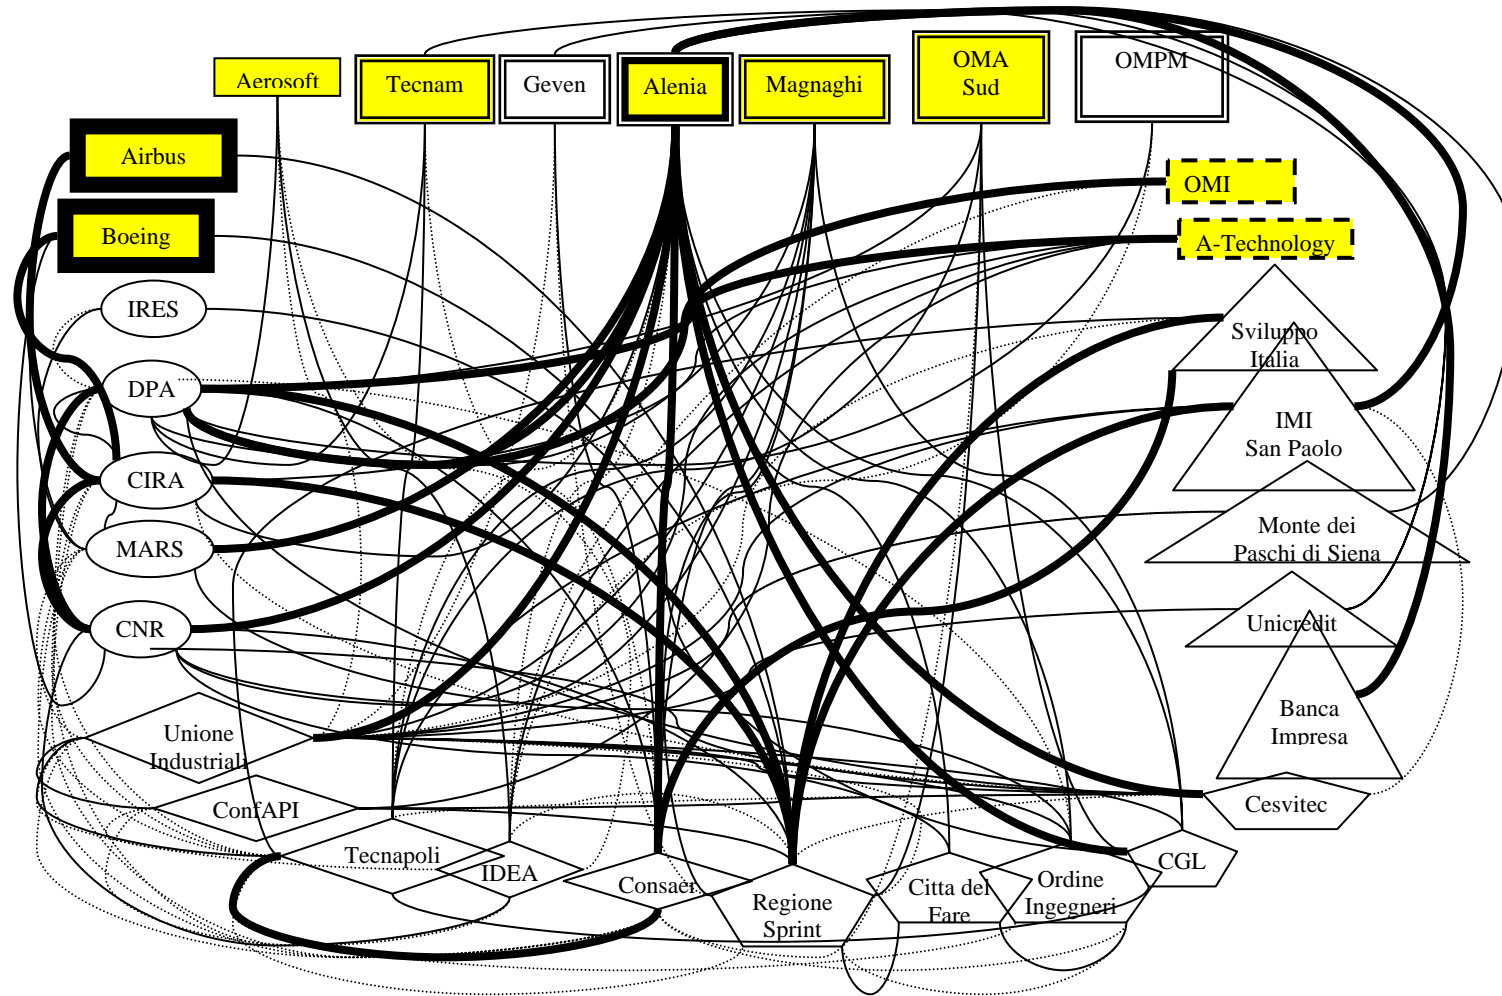 Aerosoft
Tecnam
Geven
Alenia
Magnaghi
OMA
Sud
OMPM
Airbus
OMI
Boeing
A-Technology
IRES
Sviluppo
Italia
DPA
IMI
San Paolo
CIRA
MARS
Monte dei
Paschi di Siena
CNR
Unicredit
Unione
Industriali
Banca
Impresa
ConfAPI
Cesvitec
Tecnapoli
IDEA
Consaer
Regione
Sprint
Citta del
Fare
Ordine
Ingegneri
CGL